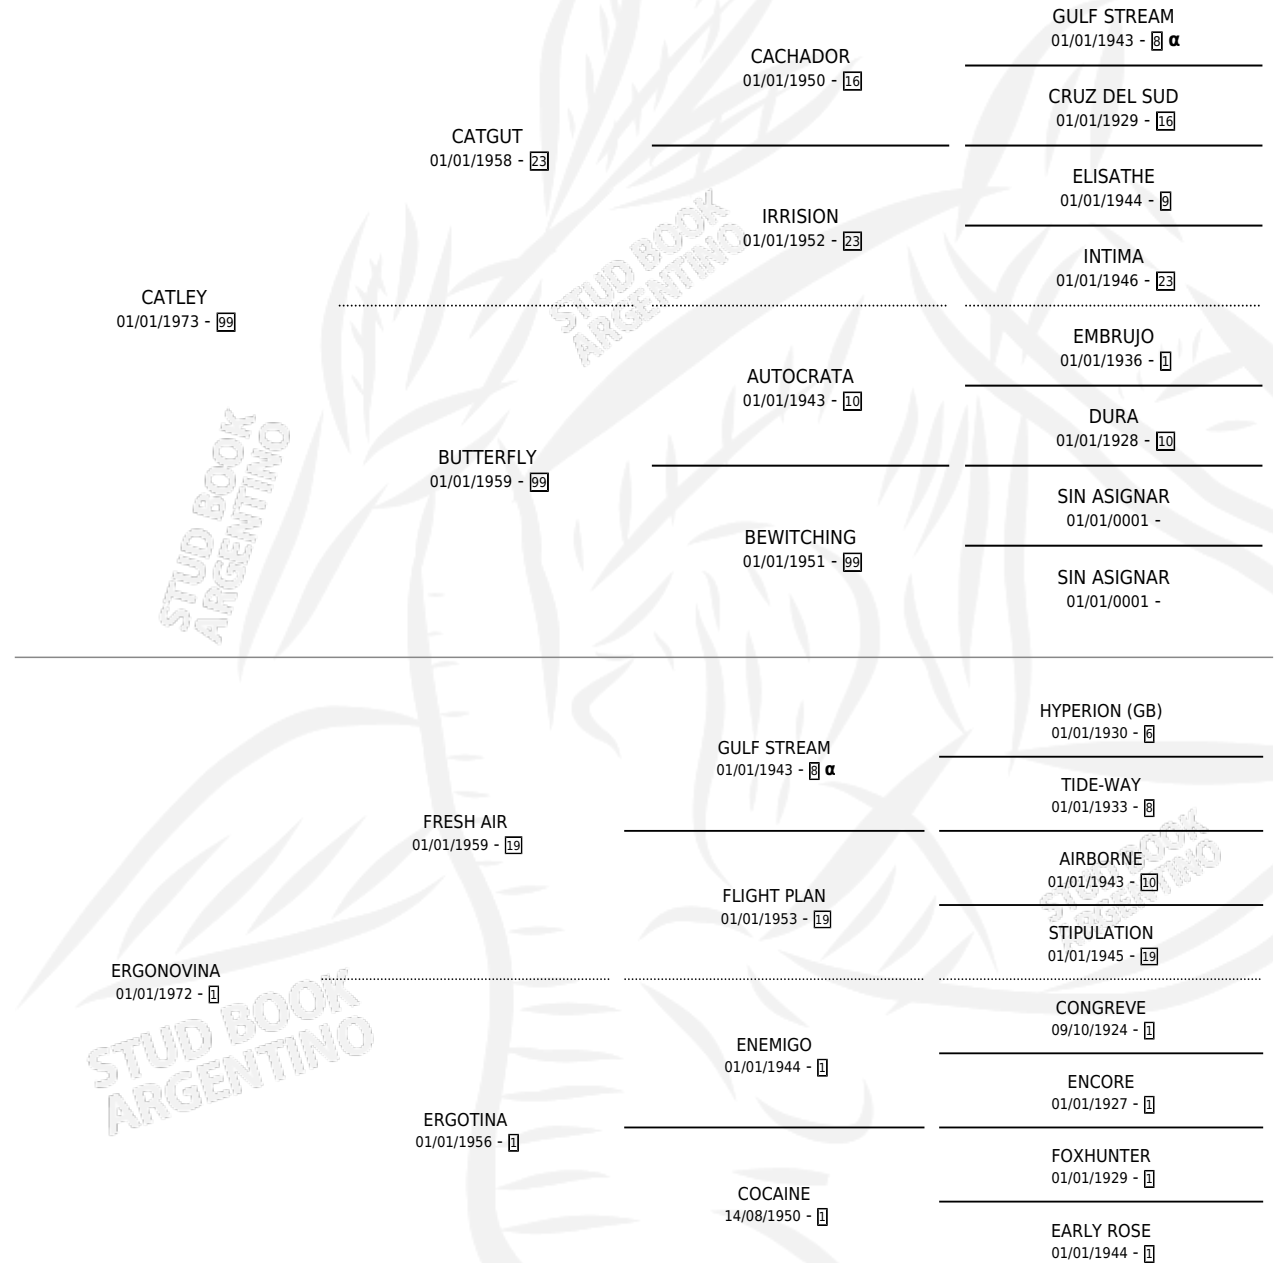 GULF STREAM
01/01/1943 - 8 α
CACHADOR
01/01/1950 - 16
CRUZ DEL SUD
01/01/1929 - 16
CATGUT
01/01/1958 - 23
ELISATHE
01/01/1944 - 9
IRRISION
01/01/1952 - 23
INTIMA
01/01/1946 - 23
CATLEY
01/01/1973 - 99
EMBRUJO
01/01/1936 - 1
AUTOCRATA
01/01/1943 - 10
DURA
01/01/1928 - 10
BUTTERFLY
01/01/1959 - 99
SIN ASIGNAR
01/01/0001 -
BEWITCHING
01/01/1951 - 99
SIN ASIGNAR
01/01/0001 -
STUD BOOK
ARGENTINO
STUD BOOK
ARGENTINO
HYPERION (GB)
01/01/1930 - 6
GULF STREAM
01/01/1943 - 8 α
TIDE-WAY
01/01/1933 - 8
FRESH AIR
01/01/1959 - 19
AIRBORNE
01/01/1943 - 10
FLIGHT PLAN
01/01/1953 - 19
STIPULATION
01/01/1945 - 19
STUD BOOK
ARGENTINO
ERGONOVINA
01/01/1972 - 1
CONGREVE
09/10/1924 - 1
ENEMIGO
01/01/1944 - 1
ENCORE
01/01/1927 - 1
ERGOTINA
01/01/1956 - 1
FOXHUNTER
01/01/1929 - 1
COCAINE
14/08/1950 - 1
EARLY ROSE
01/01/1944 - 1
STUD BOOK
ARGENTINO